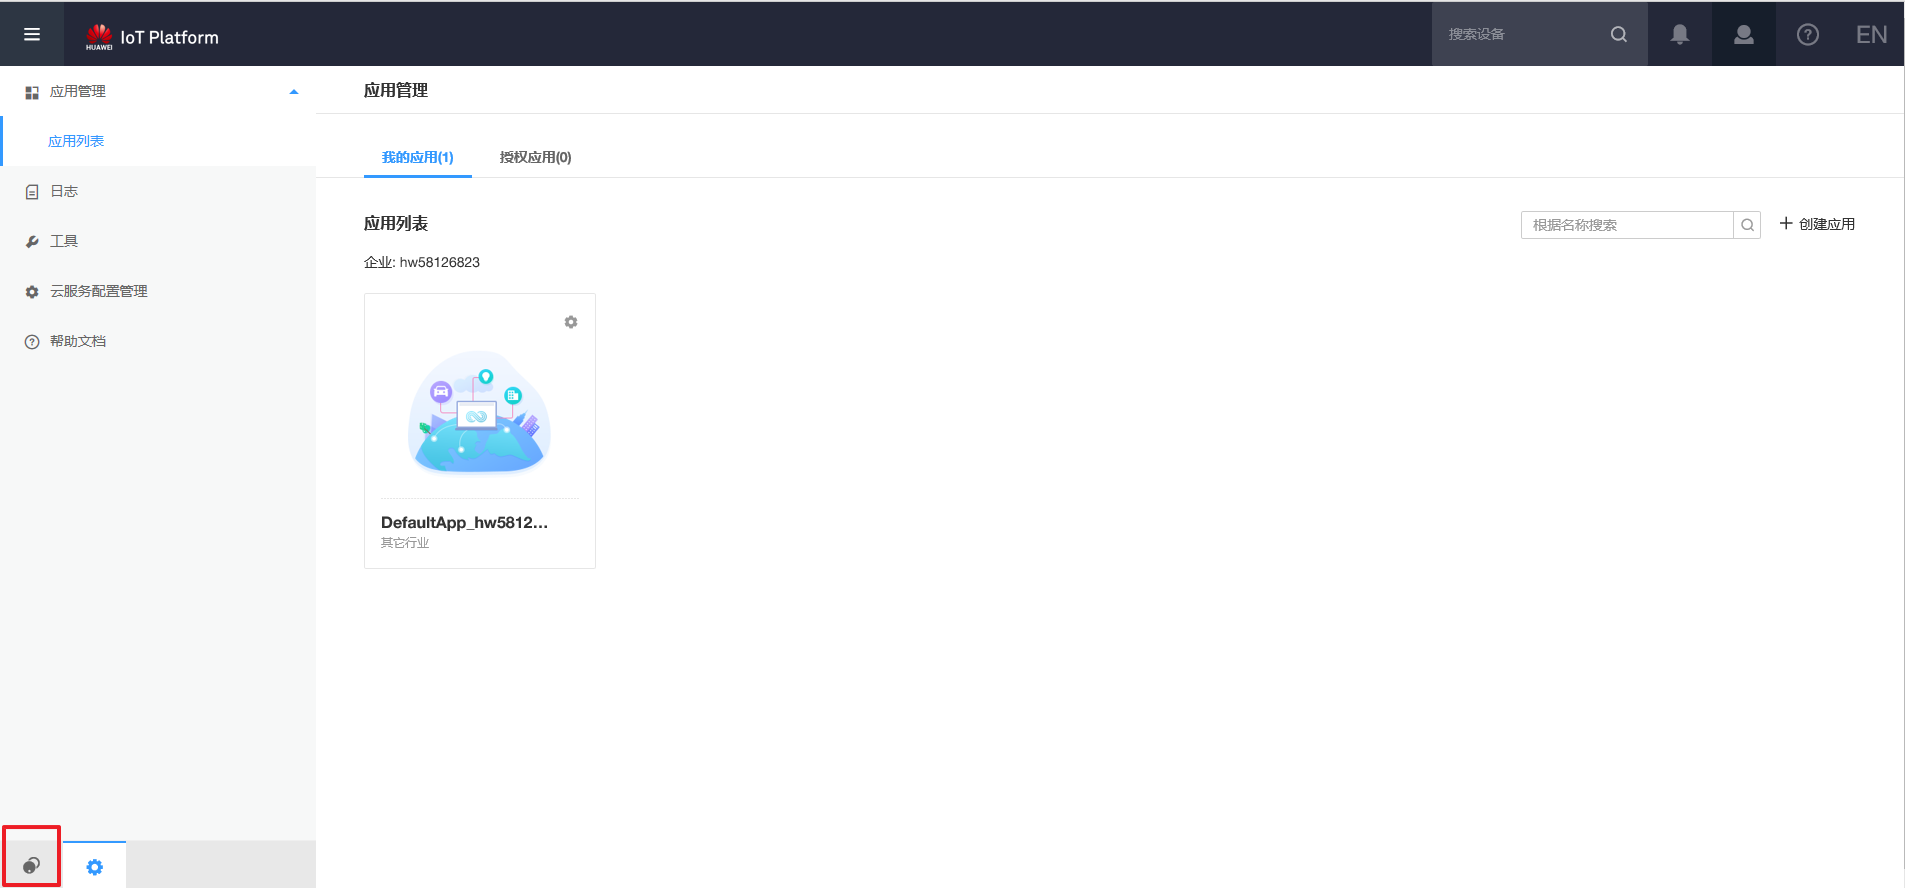 HUAWEI IoT Platform
搜索设备
EN
应用管理
应用列表
日志
工具
云服务配置管理
帮助文档
应用管理
我的应用(1) 授权应用(0)
应用列表
根据名称搜索
创建应用
企业: hw58126823
DefaultApp_hw5812...
其它行业